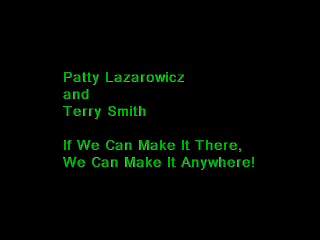 Patty Lazarowicz
and
Terry Smith
If We Can Make It There,
We Can Make It Anywhere!